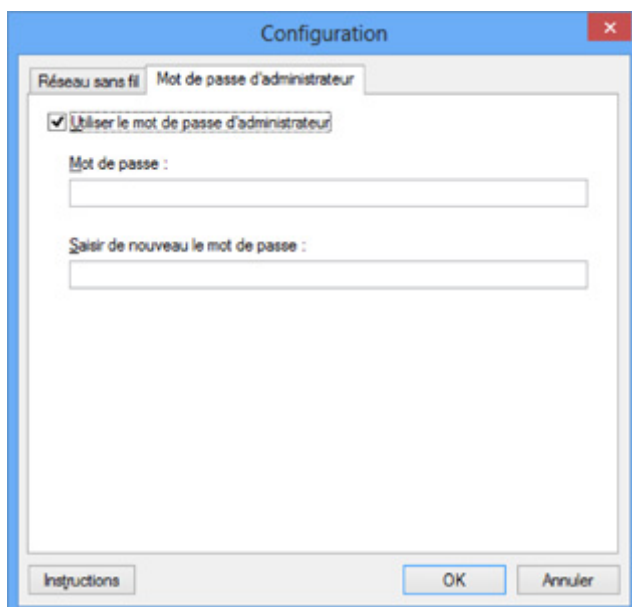 Configuration
Réseau sans fil Mot de passe d'administrateur
Utiliser le mot de passe d'administrateur
Mot de passe :
Saisir de nouveau le mot de passe :
Instructions OK Annuler